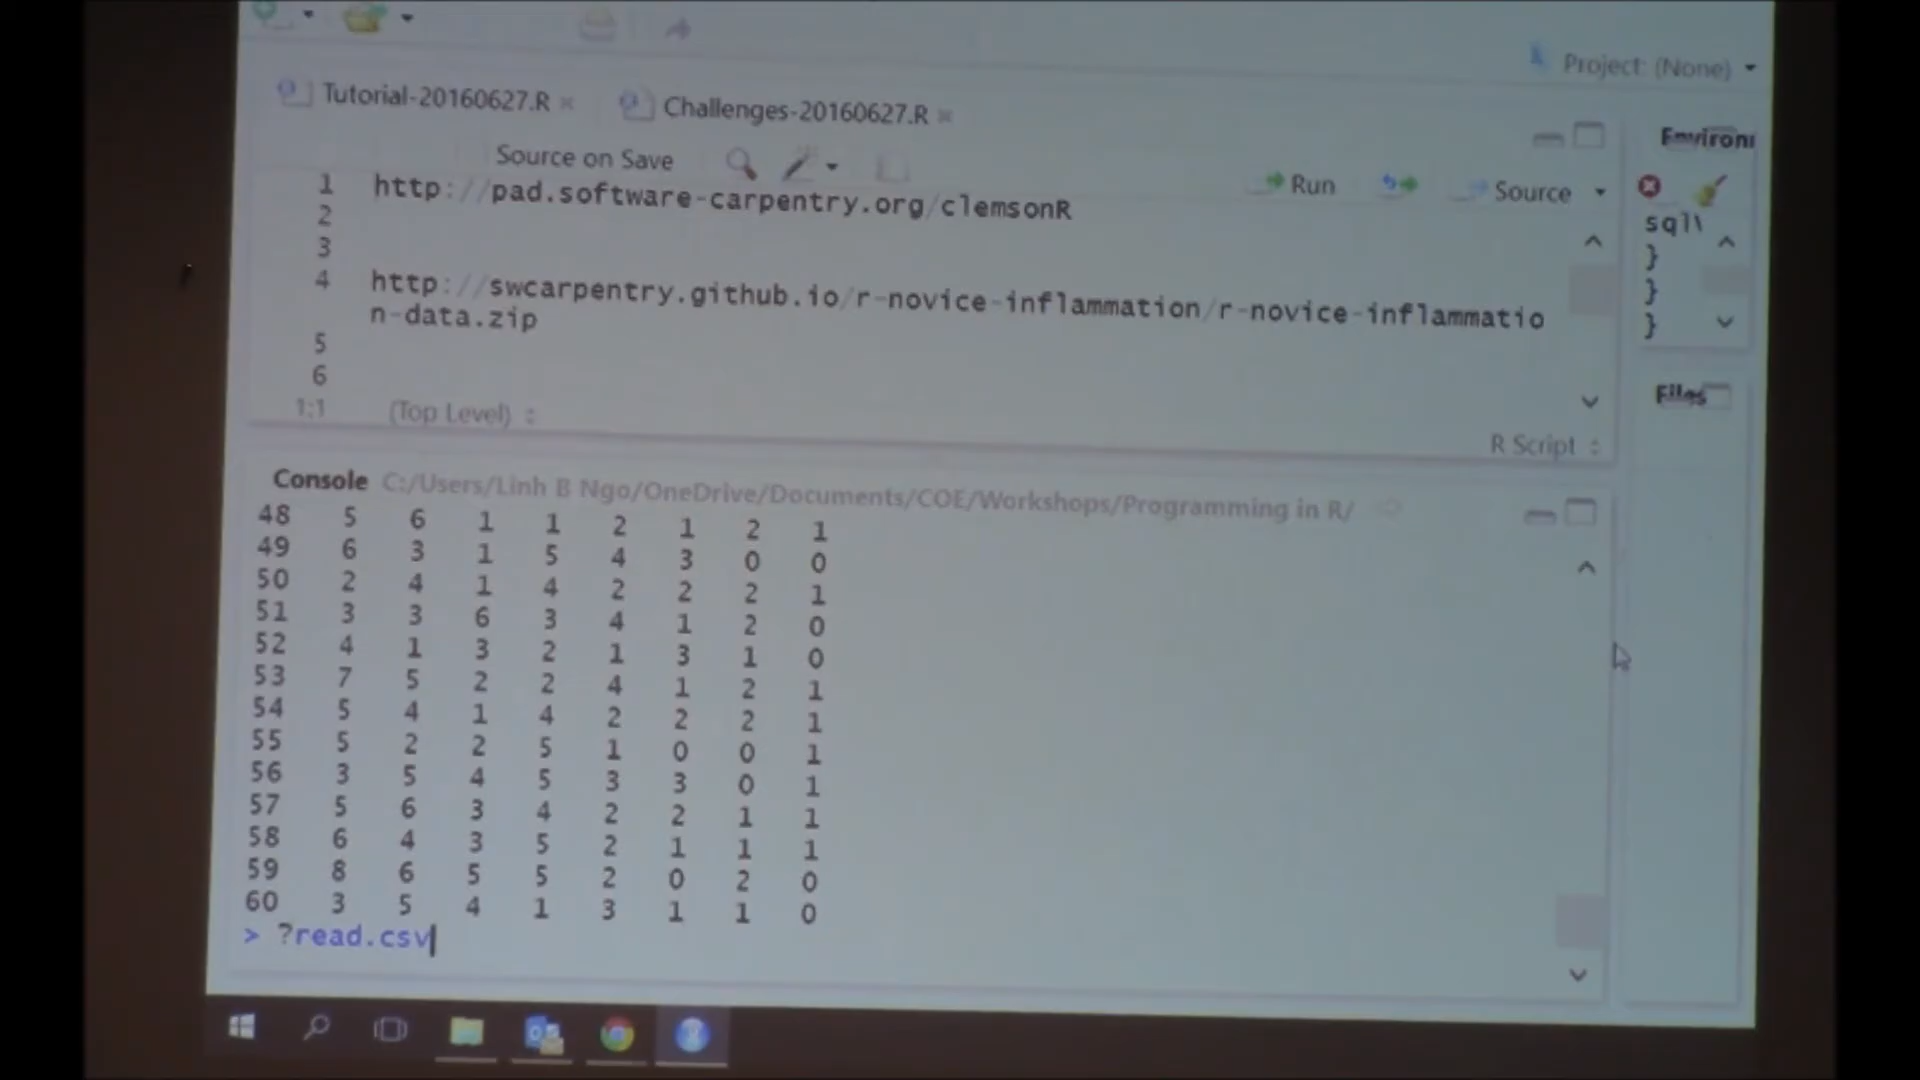 Project: (None)
Tutorial-20160627.R
Challenges-20160627.R
Environ
Source on Save
Run
Source
1 http://pad.software-carpentry.org/clemsonR
2
3
4 http://swcarpentry.github.io/r-novice-inflammation/r-novice-inflammatio
n-data.zip
5
6
1:1 (Top Level)
R Script
sql\
}
}
}
Files
Console C:/Users/Linh B Ngo/OneDrive/Documents/COE/Workshops/Programming in R/
48 5 6 1 1 2 1 2 1
49 6 3 1 5 4 3 0 0
50 2 4 1 4 2 2 2 1
51 3 3 6 3 4 1 2 0
52 4 1 3 2 1 3 1 0
53 7 5 2 2 4 1 2 1
54 5 4 1 4 2 2 2 1
55 5 2 2 5 1 0 0 1
56 3 5 4 5 3 3 0 1
57 5 6 3 4 2 2 1 1
58 6 4 3 5 2 1 1 1
59 8 6 5 5 2 0 2 0
60 3 5 4 1 3 1 1 0
> ?read.csv